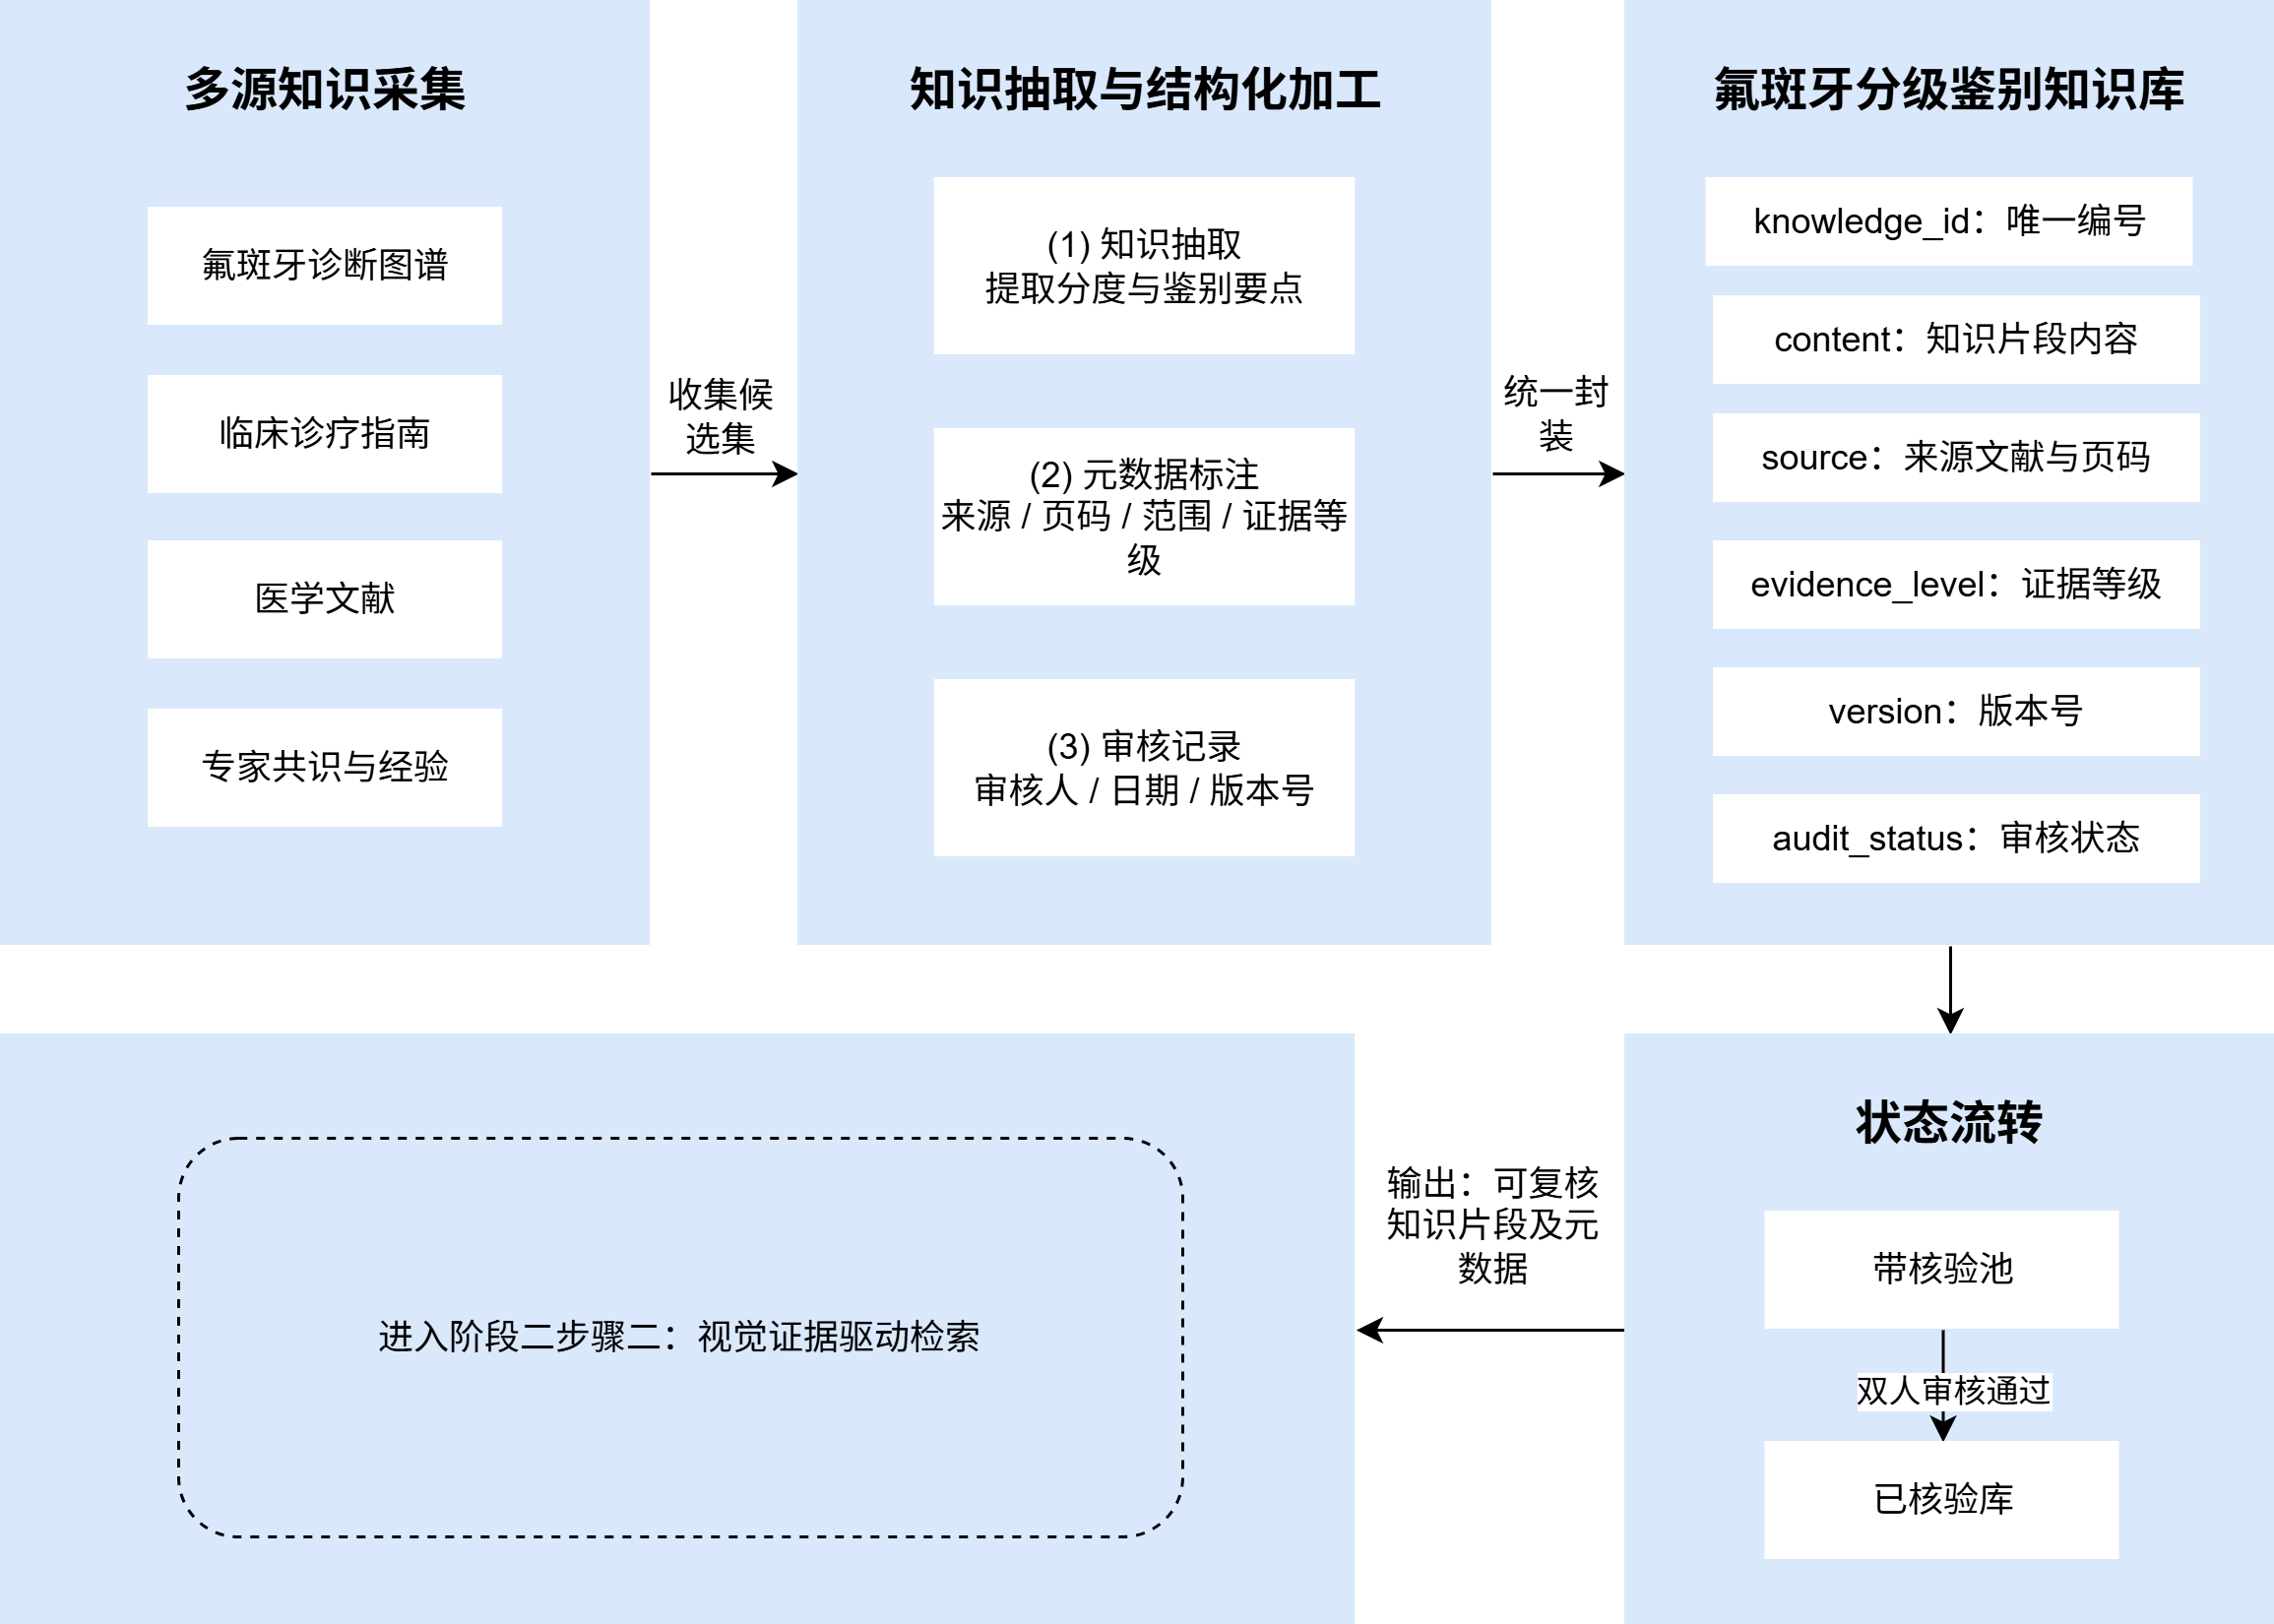 多源知识采集
氟斑牙诊断图谱
临床诊疗指南
医学文献
专家共识与经验
收集候
选集
知识抽取与结构化加工
(1) 知识抽取
提取分度与鉴别要点
(2) 元数据标注
来源 / 页码 / 范围 / 证据等
级
(3) 审核记录
审核人 / 日期 / 版本号
统一封
装
氟斑牙分级鉴别知识库
knowledge_id：唯一编号
content：知识片段内容
source：来源文献与页码
evidence_level：证据等级
version：版本号
audit_status：审核状态
状态流转
带核验池
双人审核通过
已核验库
输出：可复核
知识片段及元
数据
进入阶段二步骤二：视觉证据驱动检索